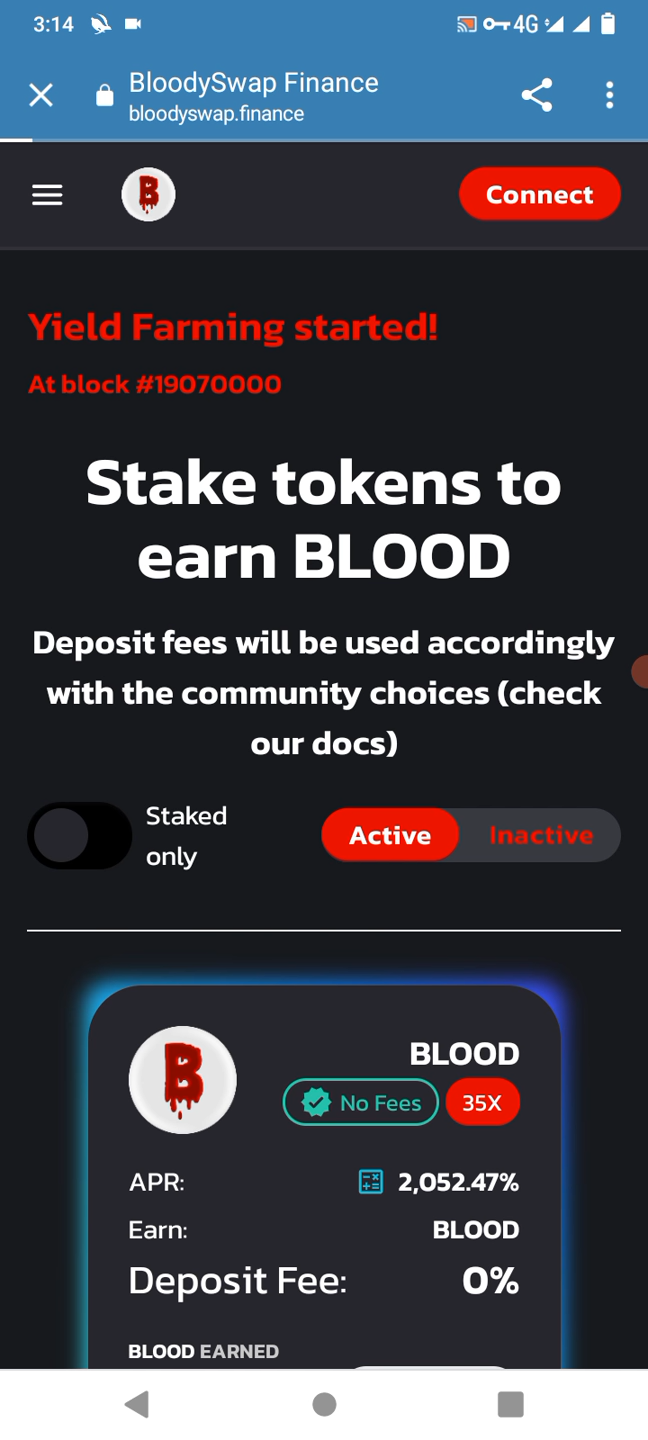 3:14 4G
BloodySwap Finance
bloodyswap.finance
B Connect
Yield Farming started!
At block #19070000
Stake tokens to
earn BLOOD
Deposit fees will be used accordingly
with the community choices (check
our docs)
Staked
only
Active Inactive
B BLOOD
No Fees 35X
APR: 2,052.47%
Earn: BLOOD
Deposit Fee: 0%
BLOOD EARNED